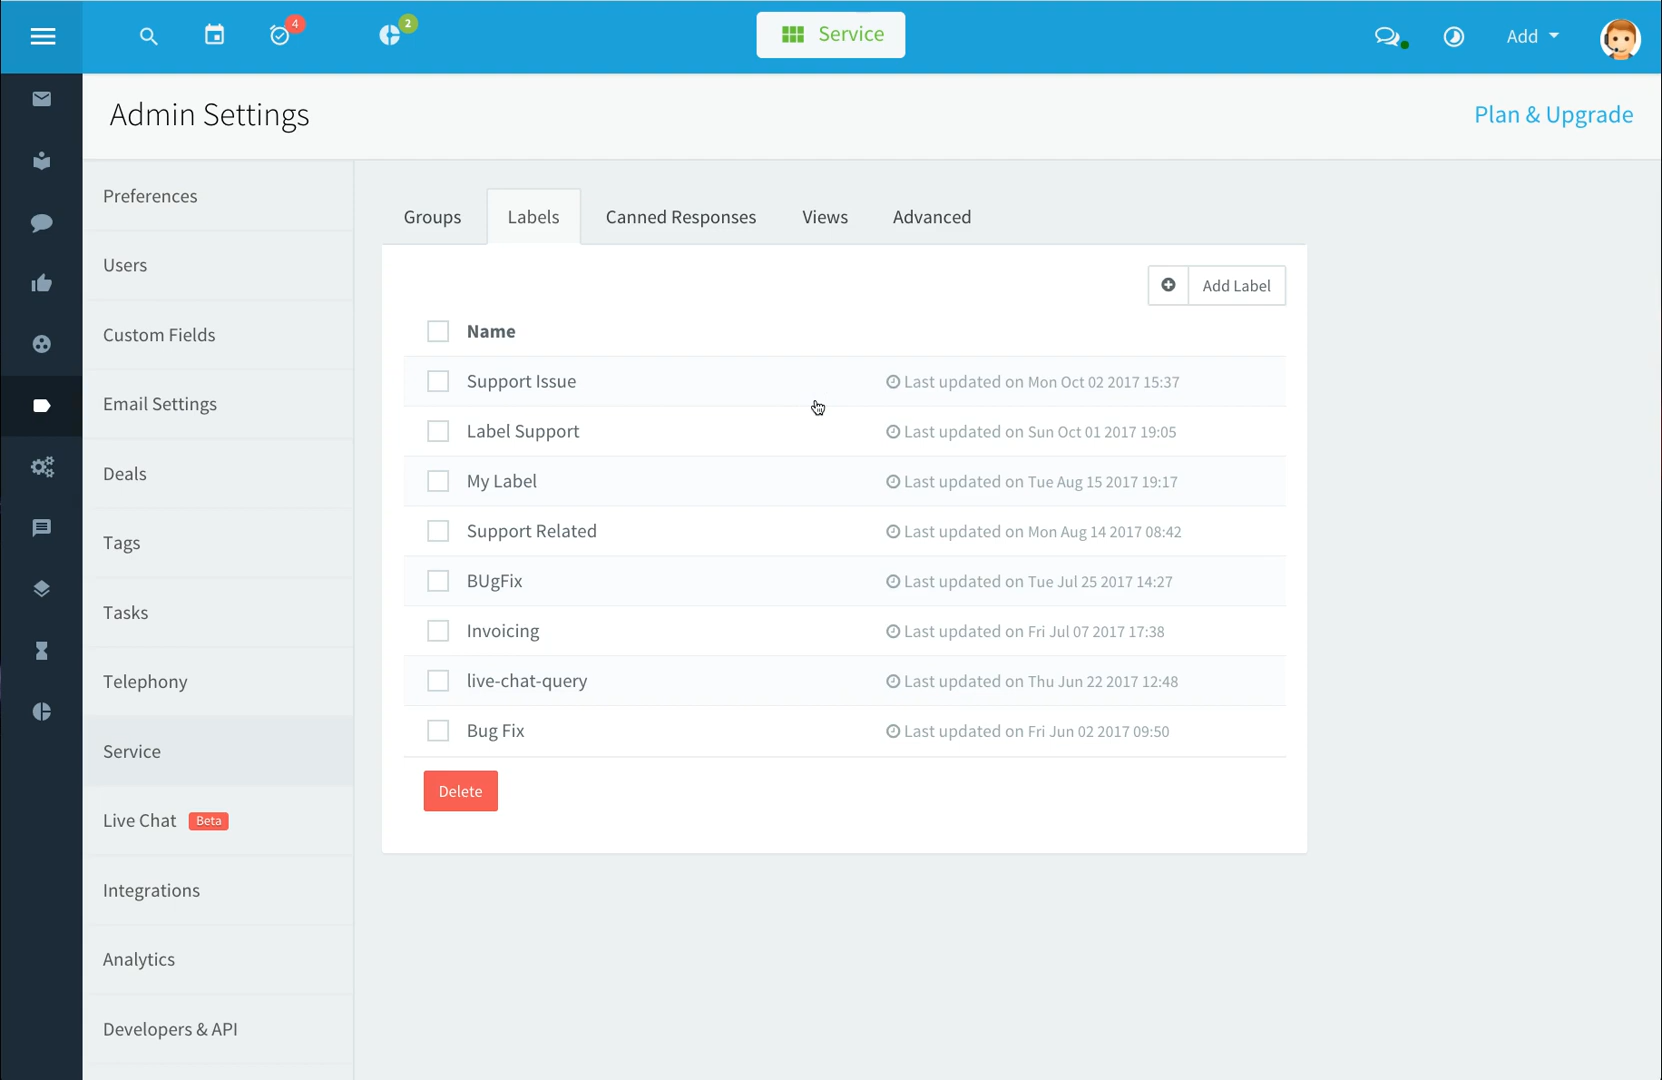 4
2
Service
Add
Admin Settings
Plan & Upgrade
Preferences
Users
Custom Fields
Email Settings
Deals
Tags
Tasks
Telephony
Service
Live Chat Beta
Integrations
Analytics
Developers & API
Groups
Labels
Canned Responses
Views
Advanced
Add Label
Name
Support Issue Last updated on Mon Oct 02 2017 15:37
Label Support Last updated on Sun Oct 01 2017 19:05
My Label Last updated on Tue Aug 15 2017 19:17
Support Related Last updated on Mon Aug 14 2017 08:42
BUgFix Last updated on Tue Jul 25 2017 14:27
Invoicing Last updated on Fri Jul 07 2017 17:38
live-chat-query Last updated on Thu Jun 22 2017 12:48
Bug Fix Last updated on Fri Jun 02 2017 09:50
Delete